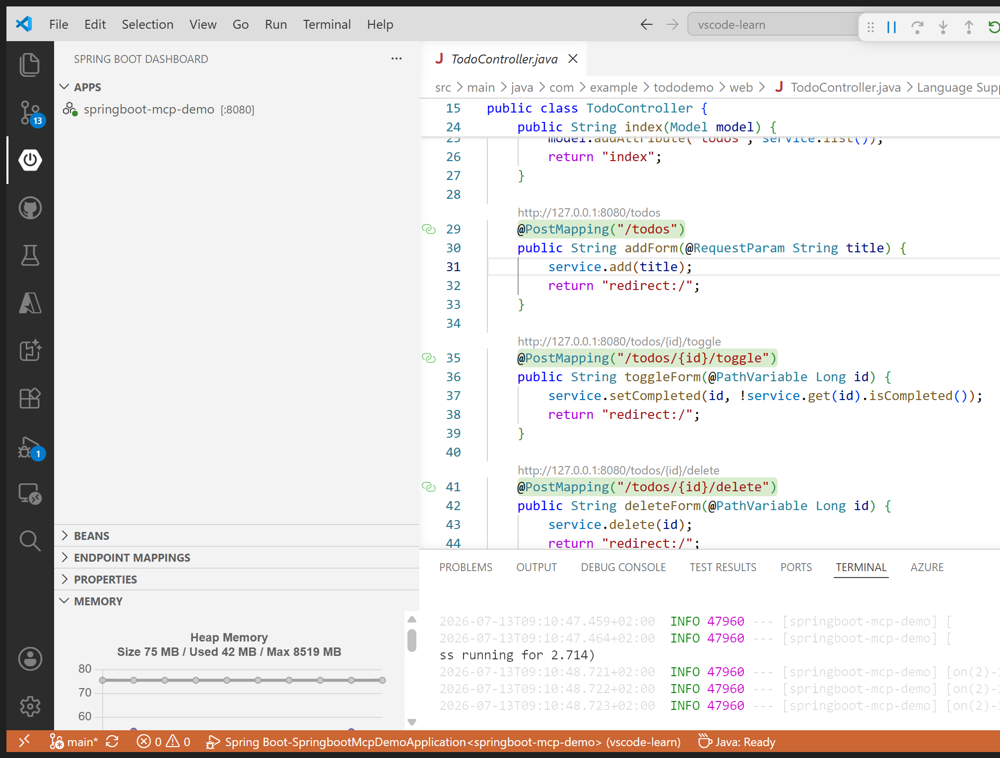 File Edit Selection View Go Run Terminal Help
vscode-learn
SPRING BOOT DASHBOARD
APPS
springboot-mcp-demo [:8080]
13
1
BEANS
ENDPOINT MAPPINGS
PROPERTIES
MEMORY
Heap Memory
Size 75 MB / Used 42 MB / Max 8519 MB
80
70
60
TodoController.java
src > main > java > com > example > tododemo > web > TodoController.java > Language Supp
15 public class TodoController {
24 public String index(Model model) {
25 model.addAttribute("todos", service.list());
26 return "index";
27 }
28
http://127.0.0.1:8080/todos
29 @PostMapping("/todos")
30 public String addForm(@RequestParam String title) {
31 service.add(title);
32 return "redirect:/";
33 }
34
http://127.0.0.1:8080/todos/{id}/toggle
35 @PostMapping("/todos/{id}/toggle")
36 public String toggleForm(@PathVariable Long id) {
37 service.setCompleted(id, !service.get(id).isCompleted());
38 return "redirect:/";
39 }
40
http://127.0.0.1:8080/todos/{id}/delete
41 @PostMapping("/todos/{id}/delete")
42 public String deleteForm(@PathVariable Long id) {
43 service.delete(id);
44 return "redirect:/";
PROBLEMS OUTPUT DEBUG CONSOLE TEST RESULTS PORTS TERMINAL AZURE
2026-07-13T09:10:47.459+02:00 INFO 47960 --- [springboot-mcp-demo] [
2026-07-13T09:10:47.464+02:00 INFO 47960 --- [springboot-mcp-demo] [
ss running for 2.714)
2026-07-13T09:10:48.721+02:00 INFO 47960 --- [springboot-mcp-demo] [on(2)-
2026-07-13T09:10:48.722+02:00 INFO 47960 --- [springboot-mcp-demo] [on(2)-
2026-07-13T09:10:48.723+02:00 INFO 47960 --- [springboot-mcp-demo] [on(2)-
main* 0 0 Spring Boot-SpringbootMcpDemoApplication<springboot-mcp-demo> (vscode-learn) Java: Ready